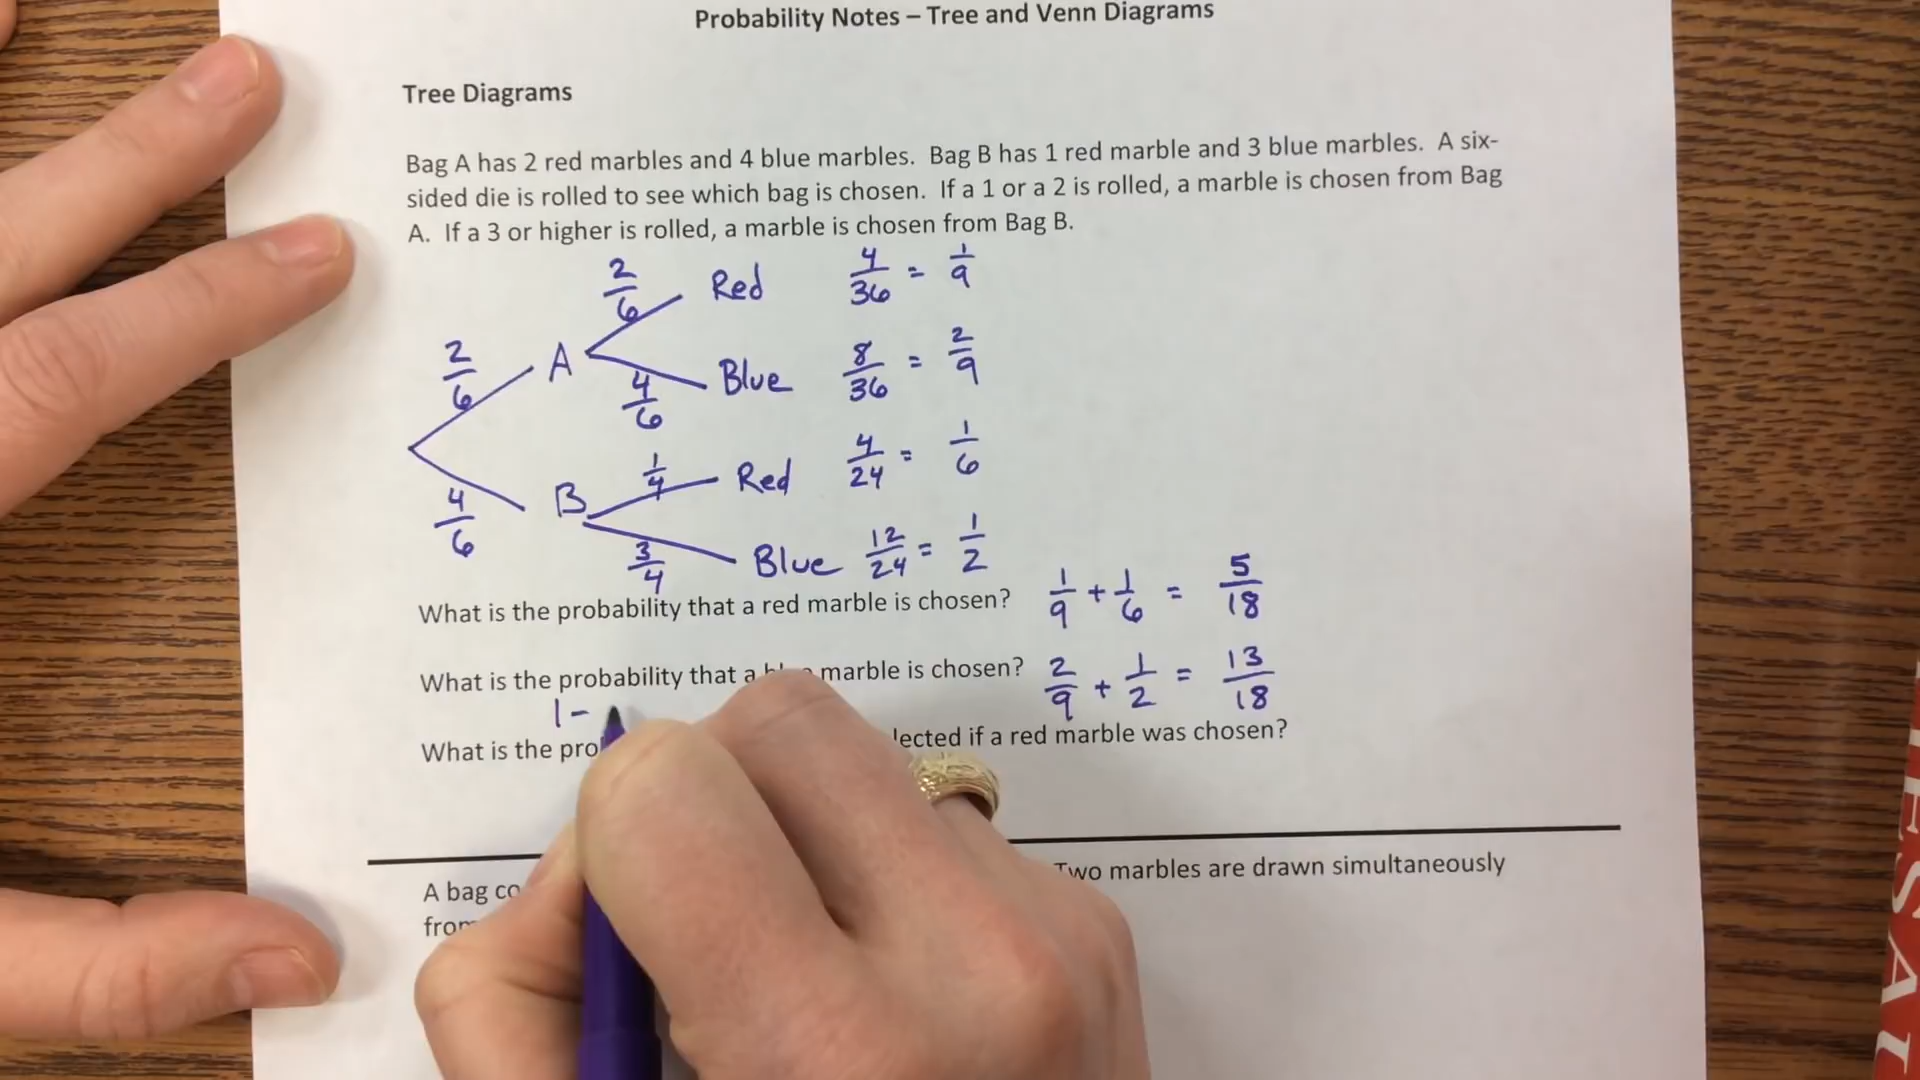 Probability Notes – Tree and Venn Diagrams
Tree Diagrams
Bag A has 2 red marbles and 4 blue marbles. Bag B has 1 red marble and 3 blue marbles. A six-
sided die is rolled to see which bag is chosen. If a 1 or a 2 is rolled, a marble is chosen from Bag
A. If a 3 or higher is rolled, a marble is chosen from Bag B.
2/6 Red 4/36 = 1/9
2/6 A
4/6 Blue 8/36 = 2/9
1/4 Red 4/24 = 1/6
4/6 B
3/4 Blue 12/24 = 1/2
What is the probability that a red marble is chosen? 1/9 + 1/6 = 5/18
What is the probability that a marble is chosen? 2/9 + 1/2 = 13/18
1 -
What is the pro lected if a red marble was chosen?
A bag co Two marbles are drawn simultaneously
from